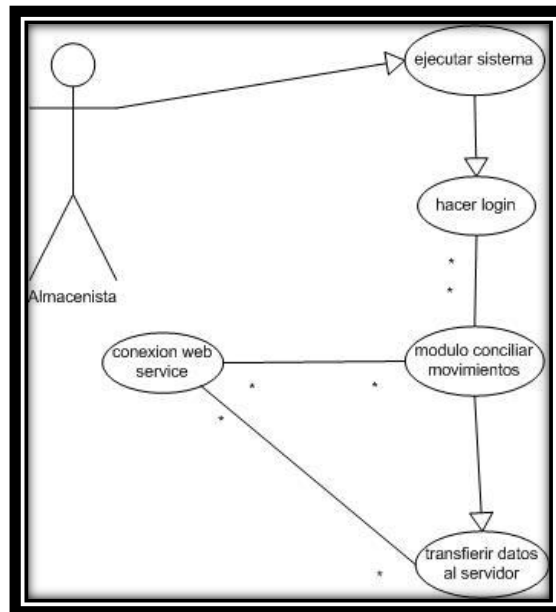 ejecutar sistema
hacer login
*
*
Almacenista
conexion web
service
modulo conciliar
movimientos
*
*
*
transfierir datos
al servidor
*